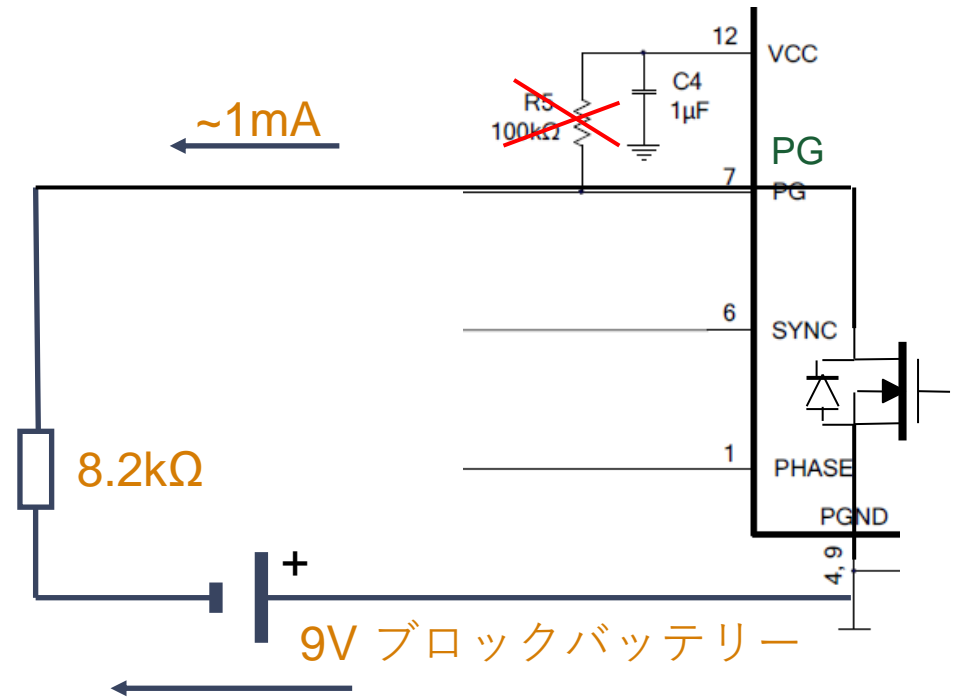 12
VCC
C4
1µF
R5
100kΩ
~1mA
PG
7
PG
6
SYNC
8.2kΩ
1
PHASE
PGND
4, 9
+
9V ブロックバッテリー